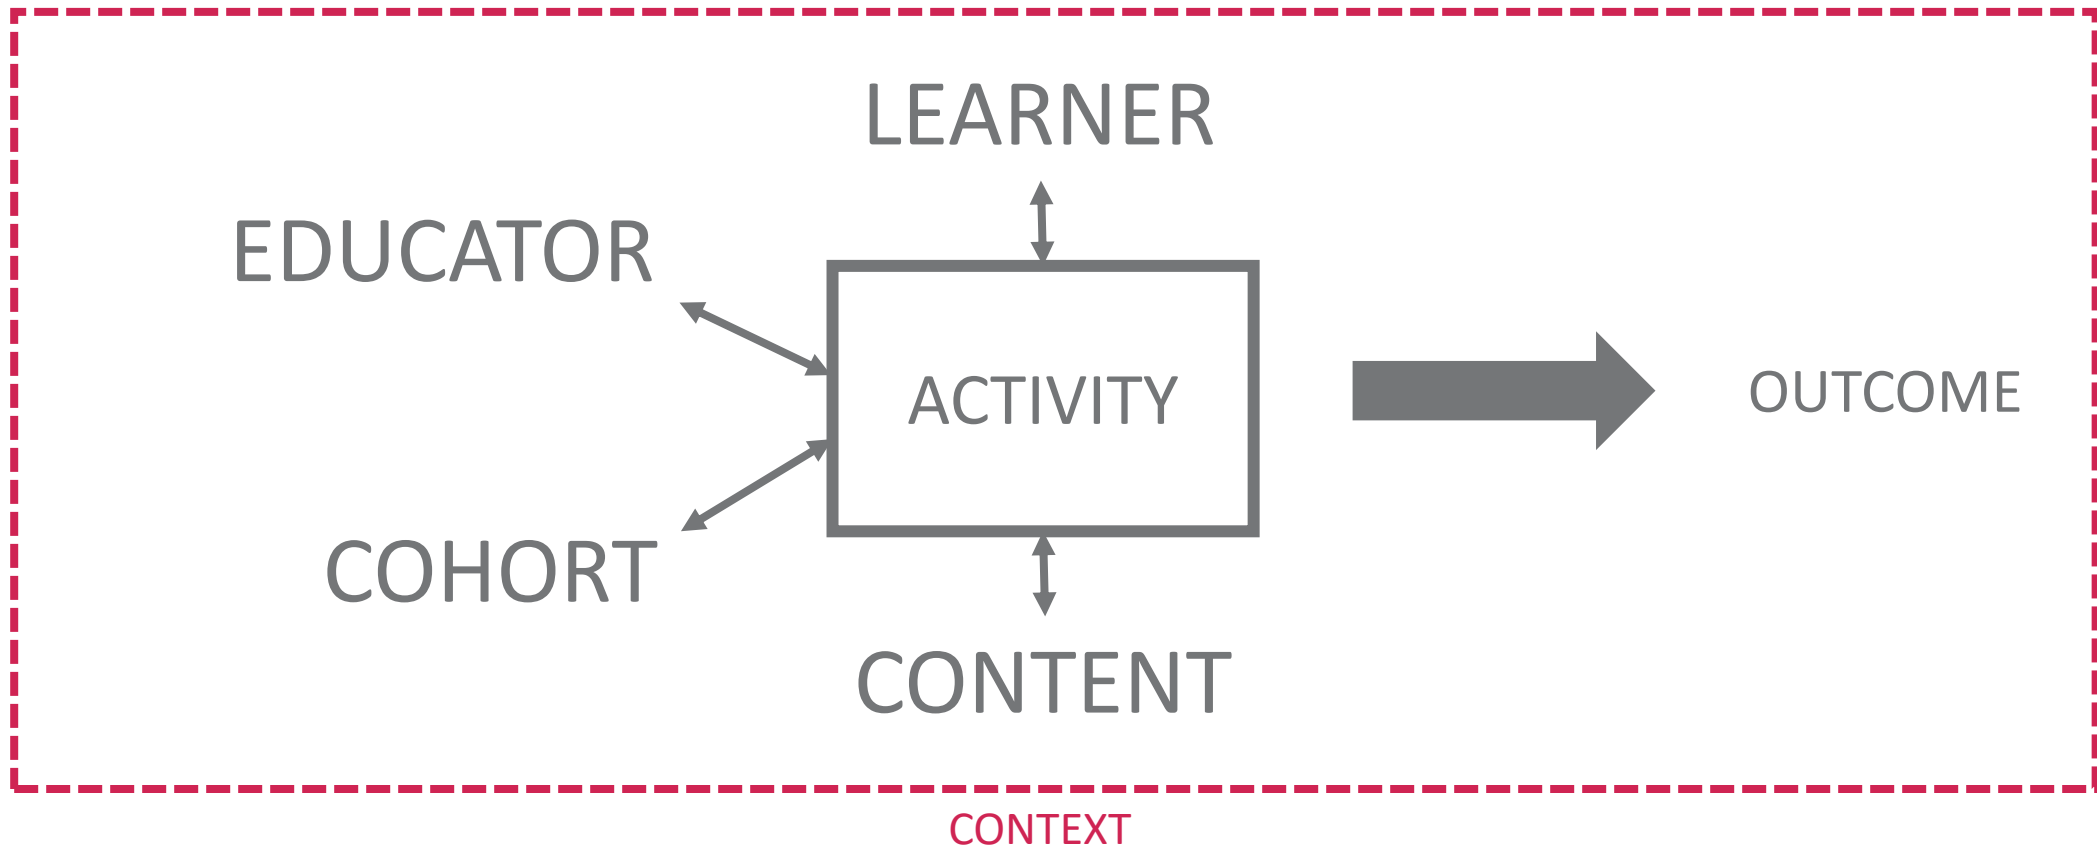 LEARNER
EDUCATOR
ACTIVITY
OUTCOME
COHORT
CONTENT
CONTEXT